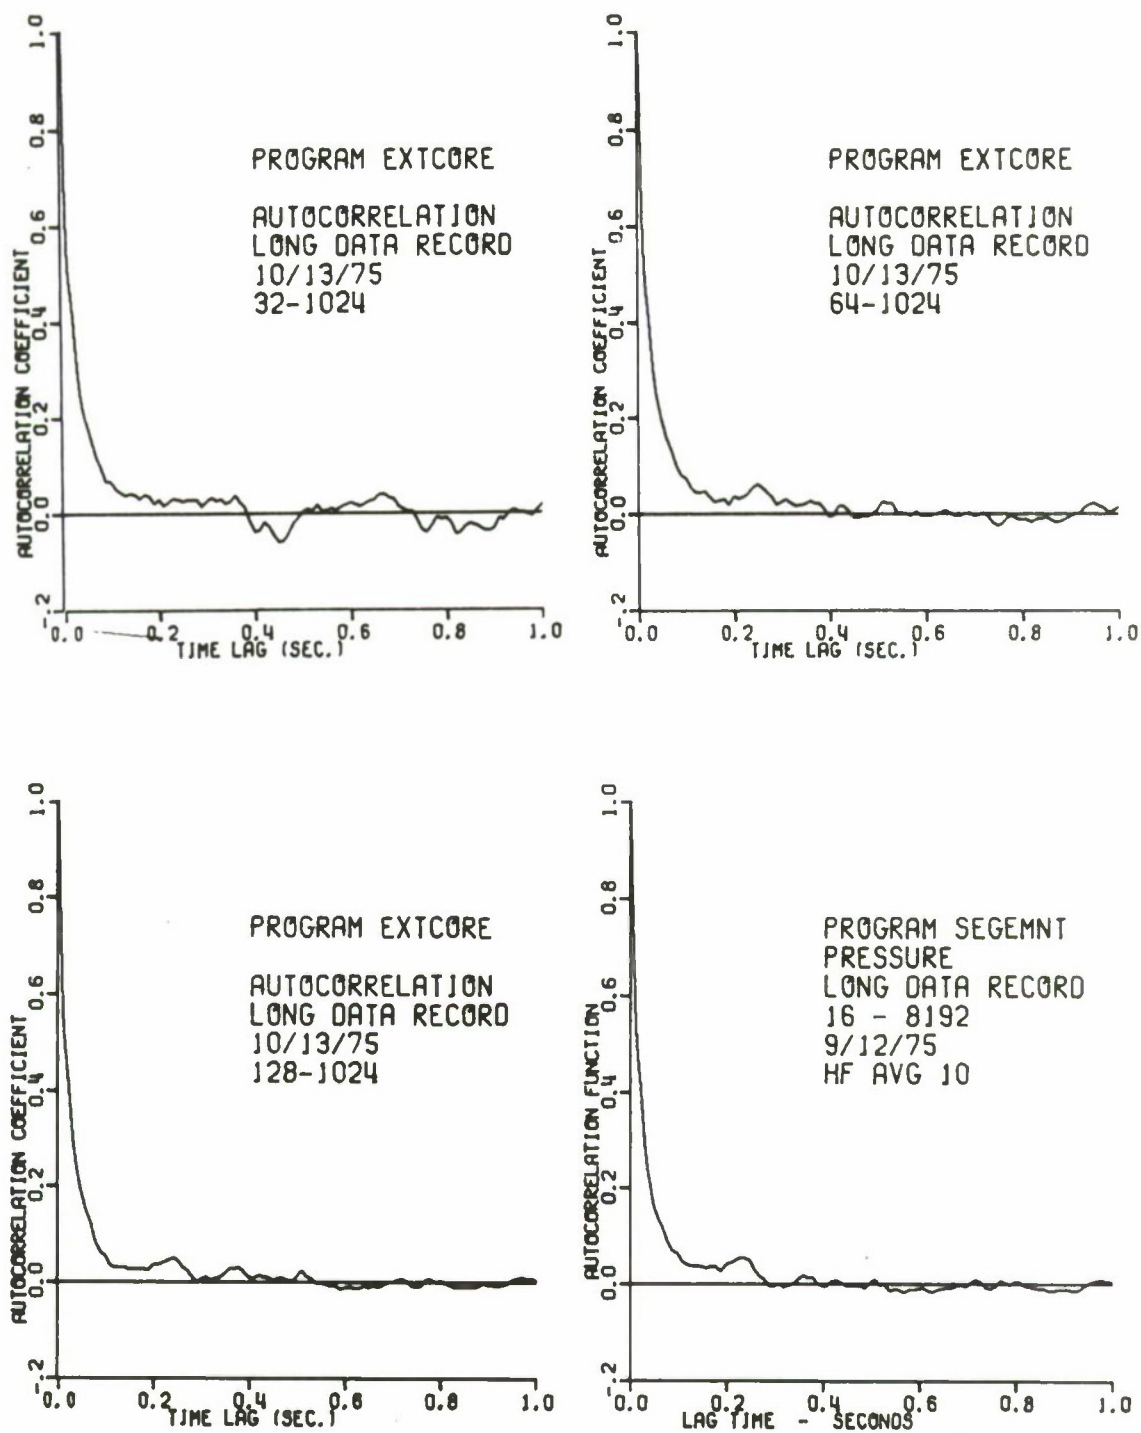 1.0
0.8
0.6
0.4
0.2
0.0
-.2
AUTOCORRELATION COEFFICIENT
PROGRAM EXTCORE
AUTOCORRELATION
LONG DATA RECORD
10/13/75
32-1024
0.0 0.2 0.4 0.6 0.8 1.0
TIME LAG (SEC.)
1.0
0.8
0.6
0.4
0.2
0.0
-.2
AUTOCORRELATION COEFFICIENT
PROGRAM EXTCORE
AUTOCORRELATION
LONG DATA RECORD
10/13/75
64-1024
0.0 0.2 0.4 0.6 0.8 1.0
TIME LAG (SEC.)
1.0
0.8
0.6
0.4
0.2
0.0
-.2
AUTOCORRELATION COEFFICIENT
PROGRAM EXTCORE
AUTOCORRELATION
LONG DATA RECORD
10/13/75
128-1024
0.0 0.2 0.4 0.6 0.8 1.0
TIME LAG (SEC.)
1.0
0.8
0.6
0.4
0.2
0.0
-.2
AUTOCORRELATION FUNCTION
PROGRAM SEGEMNT
PRESSURE
LONG DATA RECORD
16 - 8192
9/12/75
HF AVG 10
0.0 0.2 0.4 0.6 0.8 1.0
LAG TIME - SECONDS